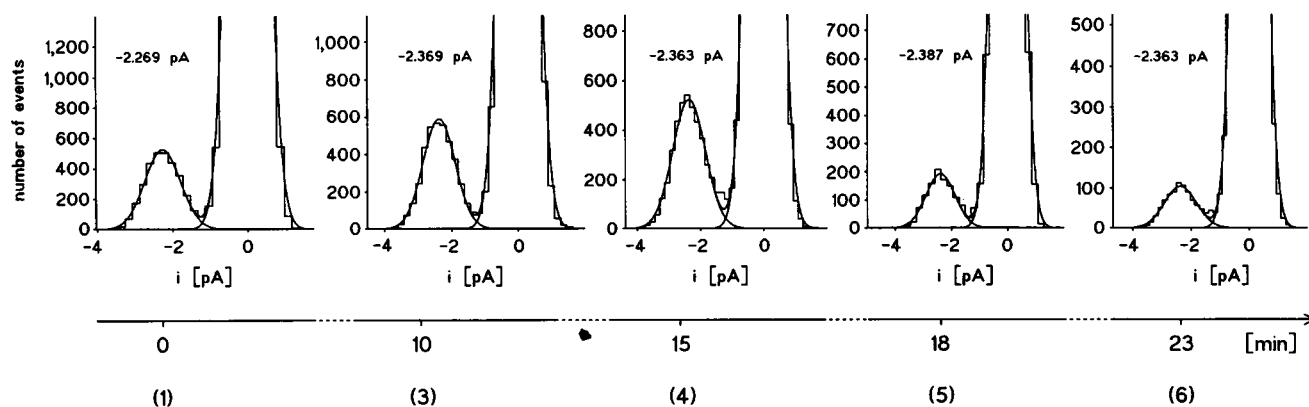 number of events
1,200
1,000
800
600
400
200
0
-2.269 pA
-4 -2 0
i [pA]
1,000
800
600
400
200
0
-2.369 pA
-4 -2 0
i [pA]
800
600
400
200
0
-2.363 pA
-4 -2 0
i [pA]
700
600
500
400
300
200
100
0
-2.387 pA
-4 -2 0
i [pA]
500
400
300
200
100
0
-2.363 pA
-4 -2 0
i [pA]
0 10 15 18 23 [min]
(1) (3) (4) (5) (6)